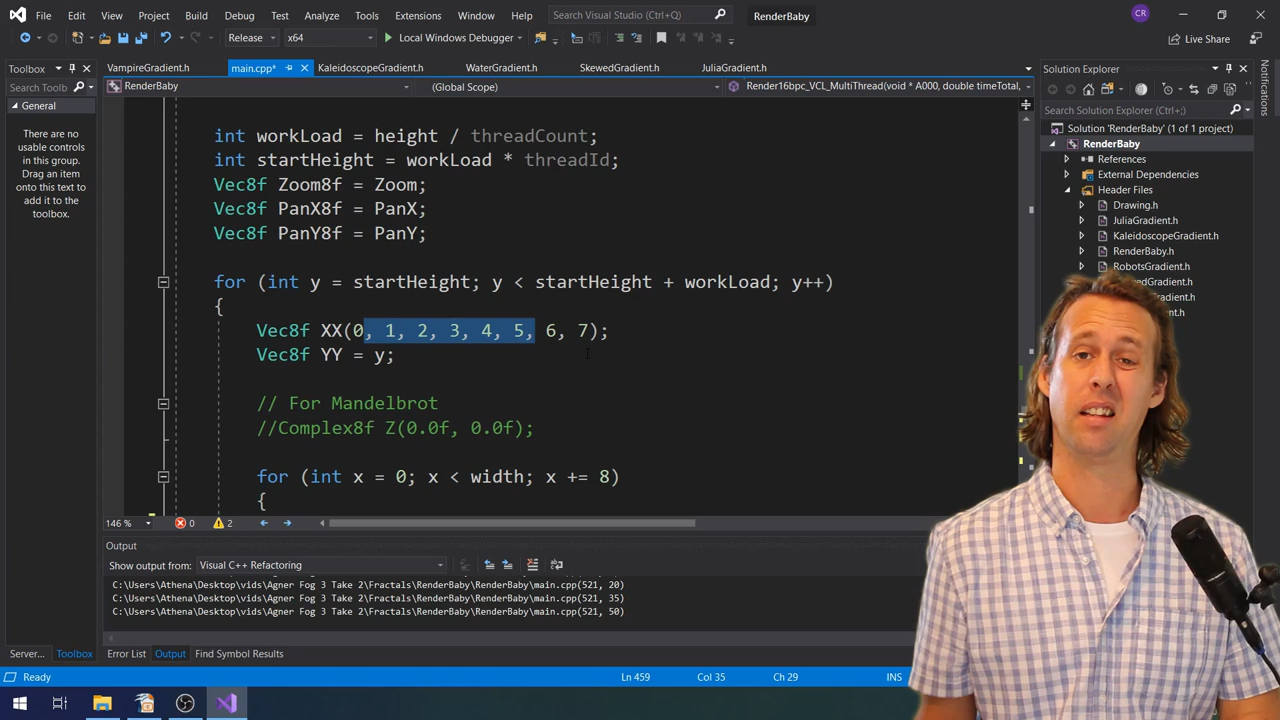 File Edit View Project Build Debug Test Analyze Tools Extensions Window Help Search Visual Studio (Ctrl+Q) RenderBaby CR
Release x64 Local Windows Debugger Live Share
Toolbox
Search Toolb
General
There are no
usable controls
in this group.
Drag an item
onto this text to
add it to the
toolbox.
VampireGradient.h main.cpp* KaleidoscopeGradient.h WaterGradient.h SkewedGradient.h JuliaGradient.h
RenderBaby (Global Scope) Render16bpc_VCL_MultiThread(void * A000, double timeTotal,
int workLoad = height / threadCount;
int startHeight = workLoad * threadId;
Vec8f Zoom8f = Zoom;
Vec8f PanX8f = PanX;
Vec8f PanY8f = PanY;
for (int y = startHeight; y < startHeight + workLoad; y++)
{
Vec8f XX(0, 1, 2, 3, 4, 5, 6, 7);
Vec8f YY = y;
// For Mandelbrot
//Complex8f Z(0.0f, 0.0f);
for (int x = 0; x < width; x += 8)
{
146 % 0 2
Output
Show output from: Visual C++ Refactoring
C:\Users\Athena\Desktop\vids\Agner Fog 3 Take 2\Fractals\RenderBaby\RenderBaby\main.cpp(521, 20)
C:\Users\Athena\Desktop\vids\Agner Fog 3 Take 2\Fractals\RenderBaby\RenderBaby\main.cpp(521, 35)
C:\Users\Athena\Desktop\vids\Agner Fog 3 Take 2\Fractals\RenderBaby\RenderBaby\main.cpp(521, 50)
Server... Toolbox Error List Output Find Symbol Results
Ready Ln 459 Col 35 Ch 29 INS
Solution Explorer
Search Solution Explorer (Ctrl+;)
Solution 'RenderBaby' (1 of 1 project)
RenderBaby
References
External Dependencies
Header Files
Drawing.h
JuliaGradient.h
KaleidoscopeGradient.h
RenderBaby.h
RobotsGradient.h
edGradient.h
Notifications